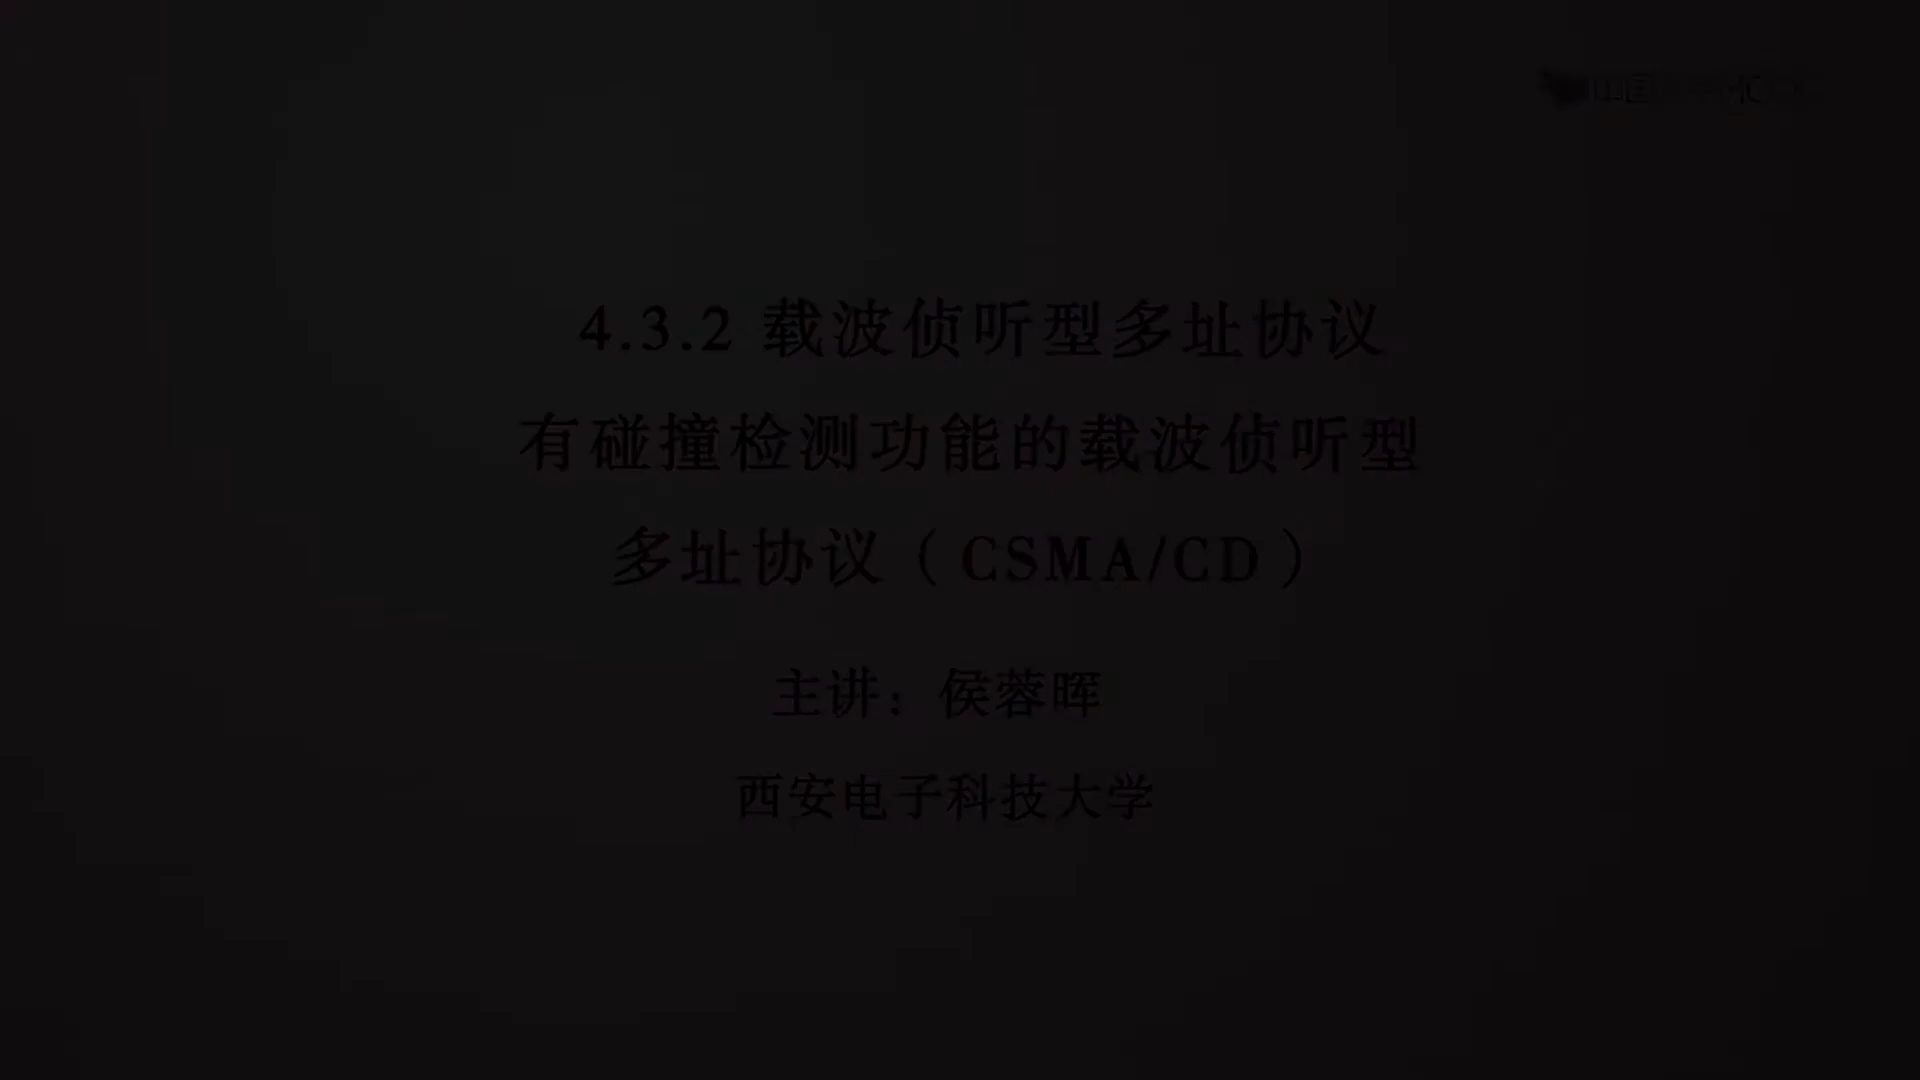 4.3.2 载波侦听型多址协议
有碰撞检测功能的载波侦听型
多址协议（CSMA/CD）
主讲：侯蓉晖
西安电子科技大学